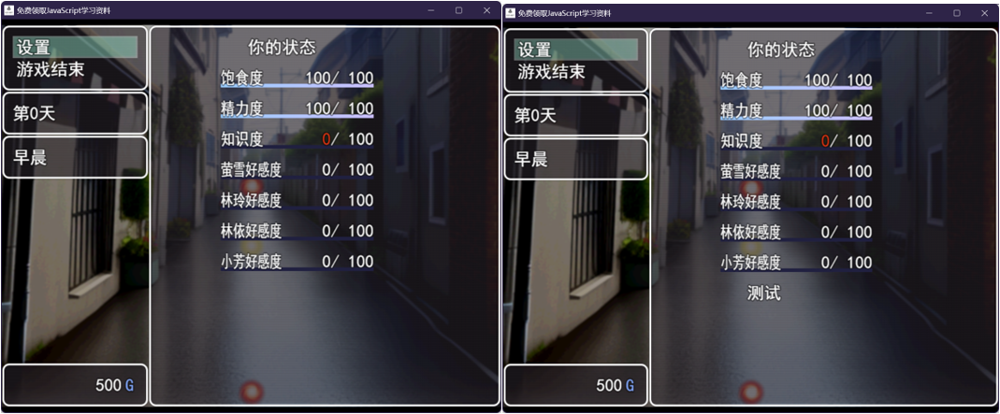 免费领取JavaScript学习资料
设置
游戏结束
第0天
早晨
500 G
你的状态
饱食度 100/ 100
精力度 100/ 100
知识度 0/ 100
萤雪好感度 0/ 100
林玲好感度 0/ 100
林依好感度 0/ 100
小芳好感度 0/ 100
免费领取JavaScript学习资料
设置
游戏结束
第0天
早晨
500 G
你的状态
饱食度 100/ 100
精力度 100/ 100
知识度 0/ 100
萤雪好感度 0/ 100
林玲好感度 0/ 100
林依好感度 0/ 100
小芳好感度 0/ 100
测试